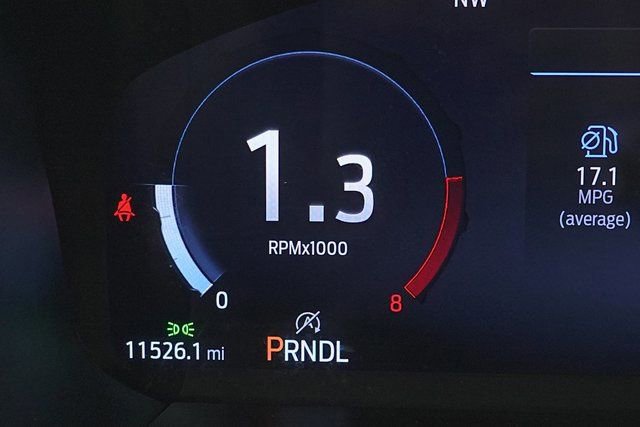 NW
1.3
RPMx1000
17.1
MPG
(average)
0
8
11526.1 mi
PRNDL